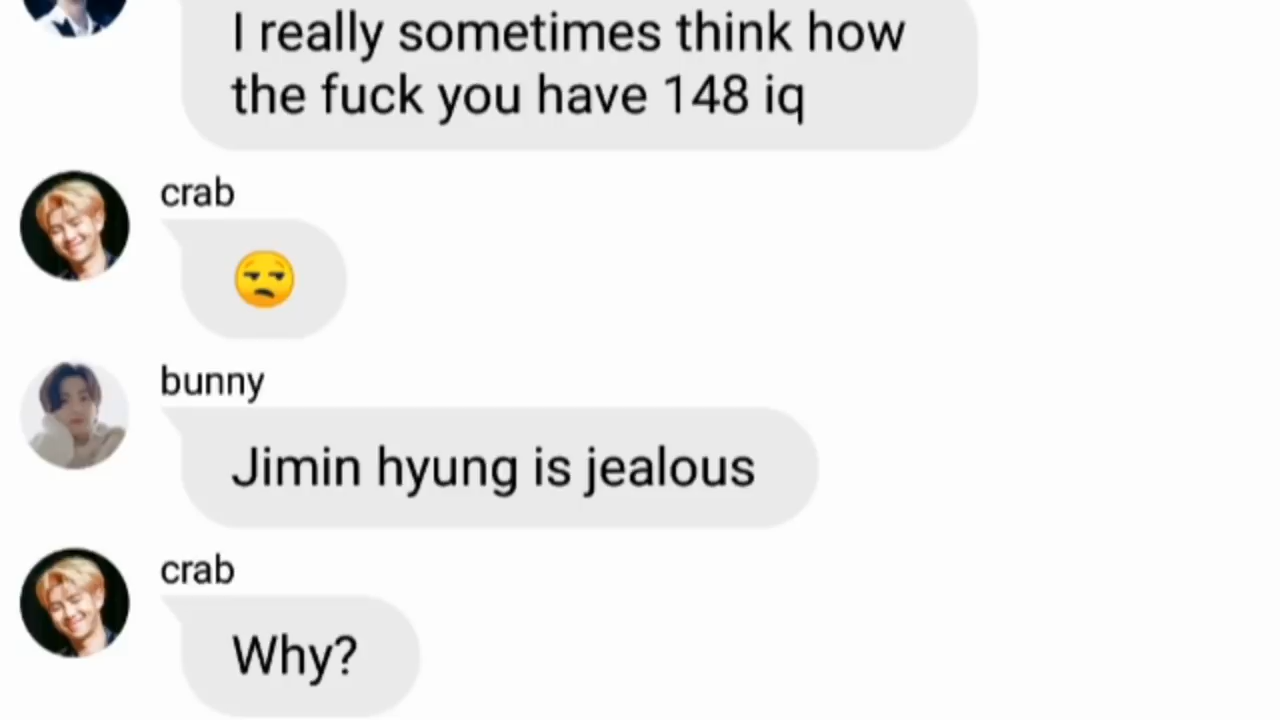 I really sometimes think how
the fuck you have 148 iq
crab
😒
bunny
Jimin hyung is jealous
crab
Why?